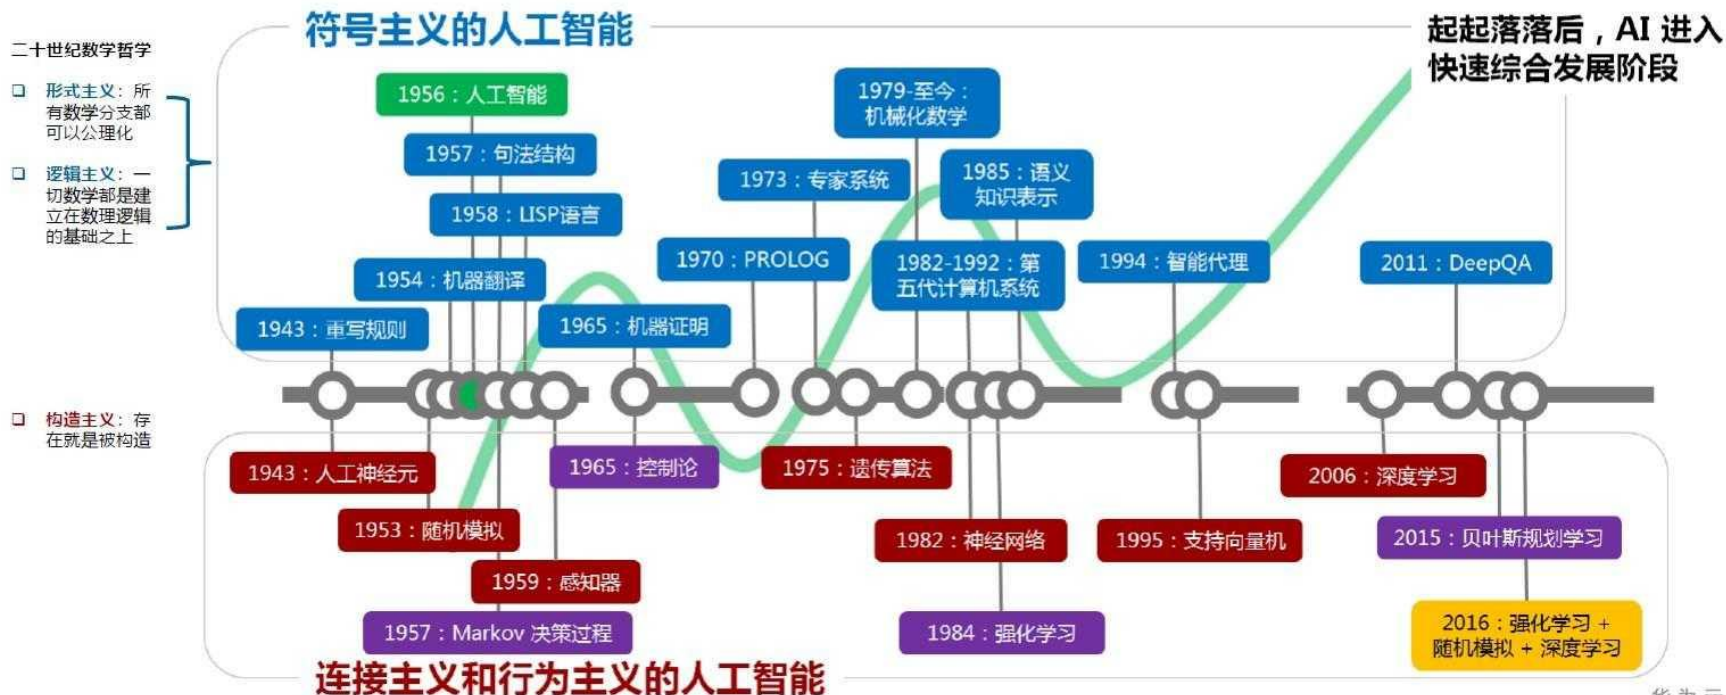 符号主义的人工智能
起起落落后，AI 进入
快速综合发展阶段
二十世纪数学哲学
形式主义：所
有数学分支都
可以公理化
逻辑主义：一
切数学都是建
立在数理逻辑
的基础之上
构造主义：存
在就是被构造
1956：人工智能
1957：句法结构
1958：LISP语言
1954：机器翻译
1943：重写规则
1965：机器证明
1970：PROLOG
1973：专家系统
1979-至今：
机械化数学
1985：语义
知识表示
1982-1992：第
五代计算机系统
1994：智能代理
2011：DeepQA
1943：人工神经元
1953：随机模拟
1959：感知器
1957：Markov 决策过程
1965：控制论
1975：遗传算法
1982：神经网络
1984：强化学习
1995：支持向量机
2006：深度学习
2015：贝叶斯规划学习
2016：强化学习 +
随机模拟 + 深度学习
连接主义和行为主义的人工智能